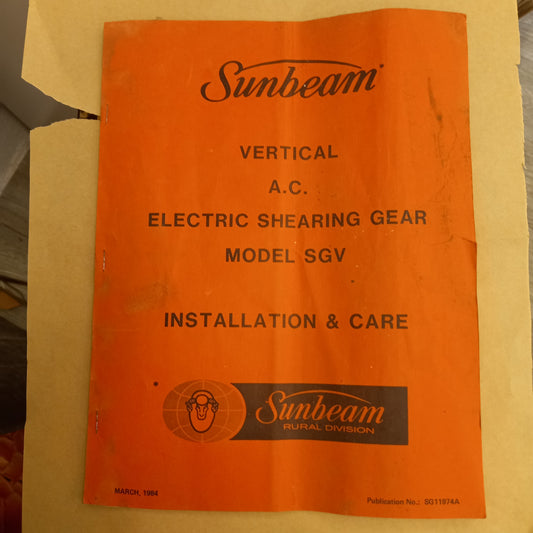 Sunbeam
VERTICAL
A.C.
ELECTRIC SHEARING GEAR
MODEL SGV
INSTALLATION & CARE
Sunbeam
RURAL DIVISION
MARCH, 1984
Publication No.: SG11974A